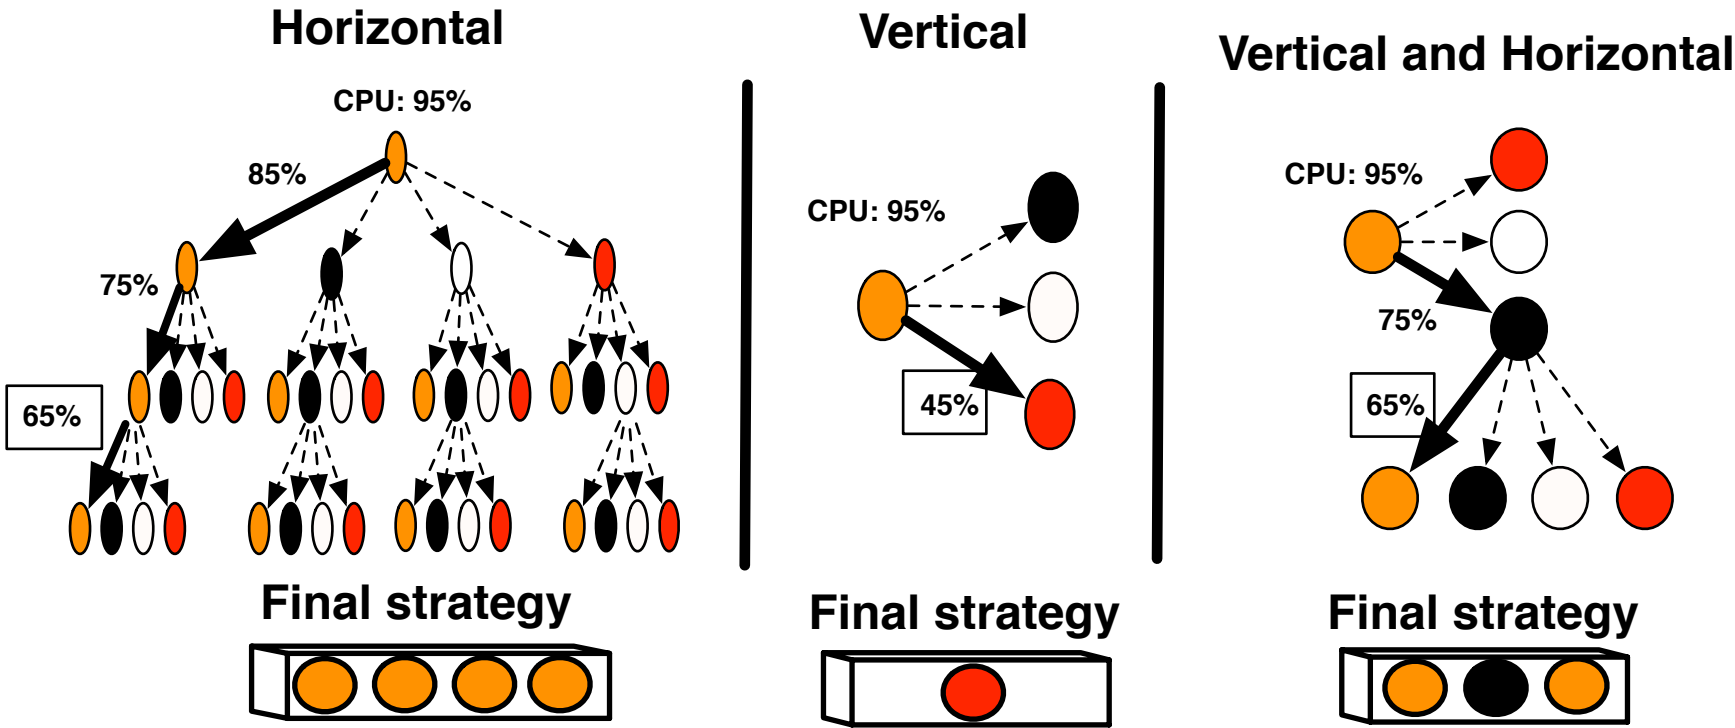 Horizontal
CPU: 95%
85%
75%
65%
Final strategy
Vertical
CPU: 95%
45%
Final strategy
Vertical and Horizontal
CPU: 95%
75%
65%
Final strategy